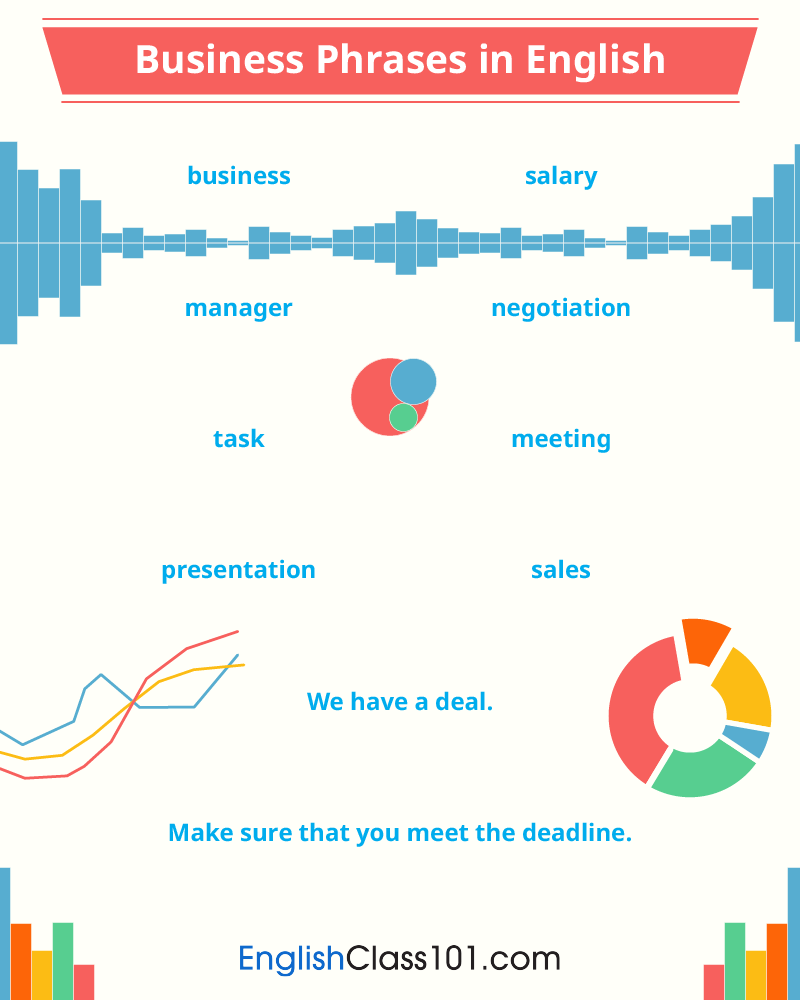 Business Phrases in English
business
salary
manager
negotiation
task
meeting
presentation
sales
We have a deal.
Make sure that you meet the deadline.
EnglishClass101.com